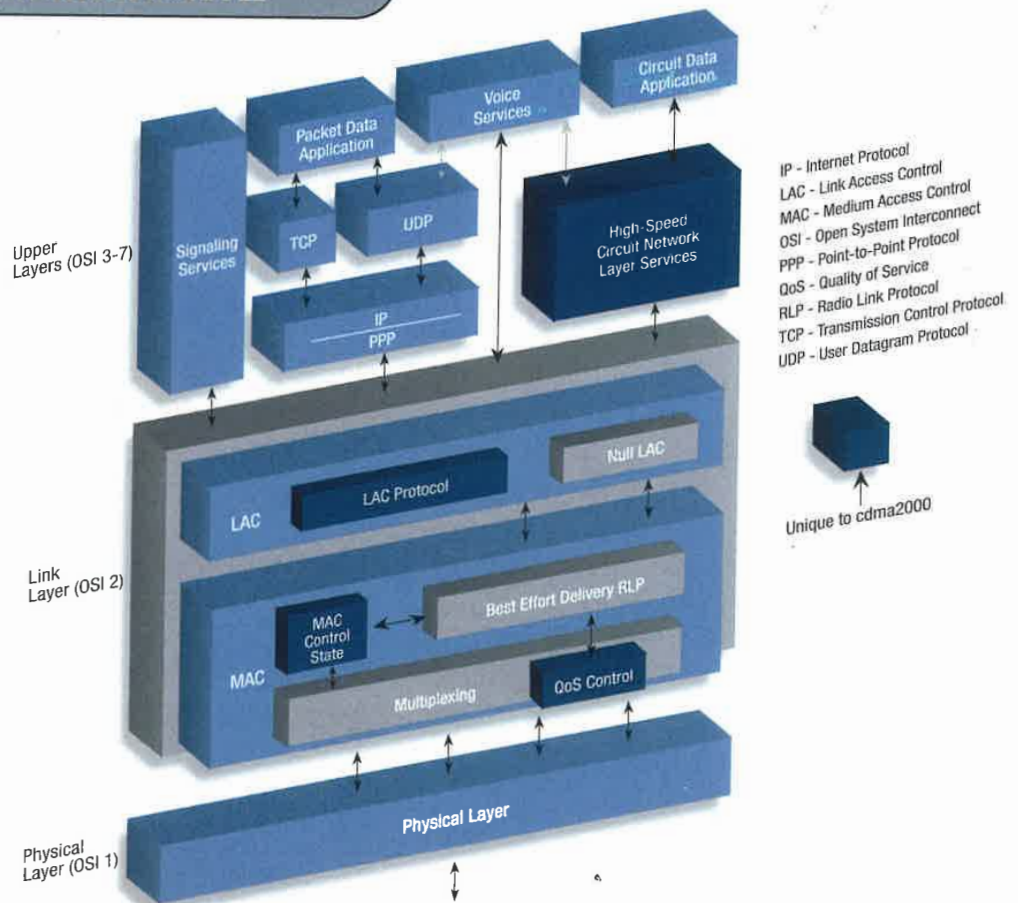 Circuit Data
Application
Voice
Services
Packet Data
Application
Signaling
Services
TCP
UDP
High-Speed
Circuit Network
Layer Services
IP
PPP
Upper
Layers (OSI 3-7)
IP - Internet Protocol
LAC - Link Access Control
MAC - Medium Access Control
OSI - Open System Interconnect
PPP - Point-to-Point Protocol
QoS - Quality of Service
RLP - Radio Link Protocol
TCP - Transmission Control Protocol
UDP - User Datagram Protocol
Unique to cdma2000
Link
Layer (OSI 2)
LAC
LAC Protocol
Null LAC
MAC
MAC
Control
State
Best Effort Delivery RLP
Multiplexing
QoS Control
Physical
Layer (OSI 1)
Physical Layer